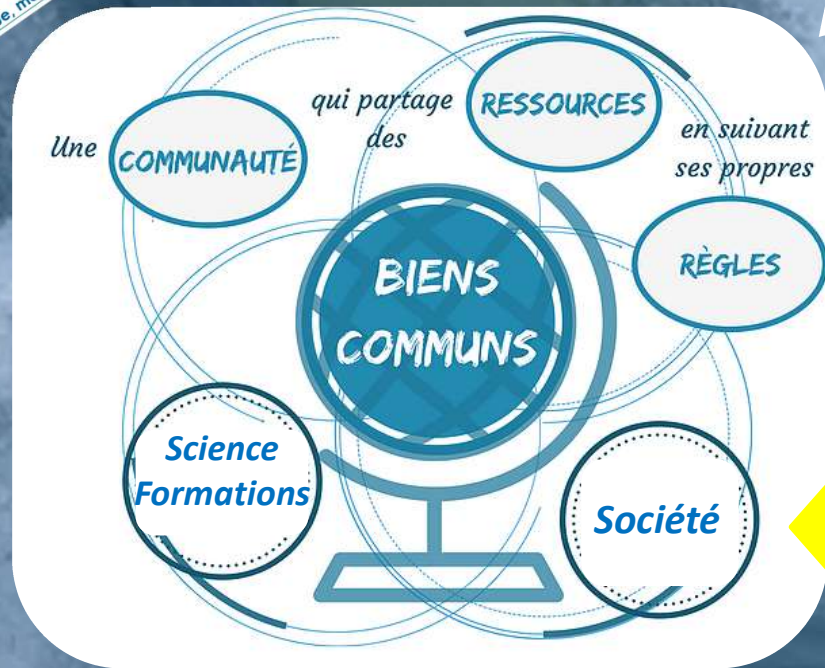 Une
COMMUNAUTÉ
qui partage
des
RESSOURCES
en suivant
ses propres
RÈGLES
BIENS
COMMUNS
Science
Formations
Société